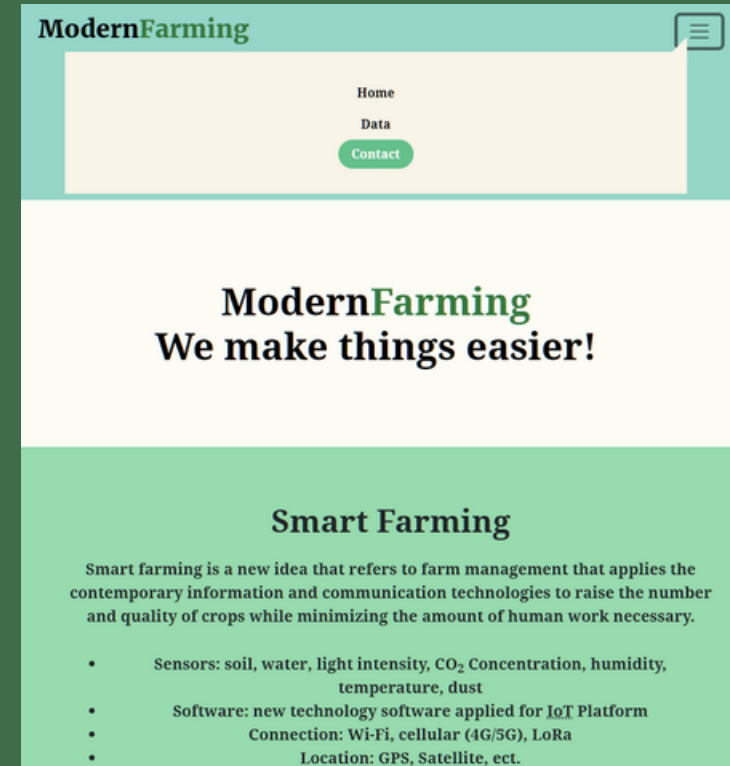 ModernFarming
Home
Data
Contact
ModernFarming
We make things easier!
Smart Farming
Smart farming is a new idea that refers to farm management that applies the
contemporary information and communication technologies to raise the number
and quality of crops while minimizing the amount of human work necessary.
• Sensors: soil, water, light intensity, CO₂ Concentration, humidity,
temperature, dust
• Software: new technology software applied for IoT Platform
• Connection: Wi-Fi, cellular (4G/5G), LoRa
• Location: GPS, Satellite, ect.